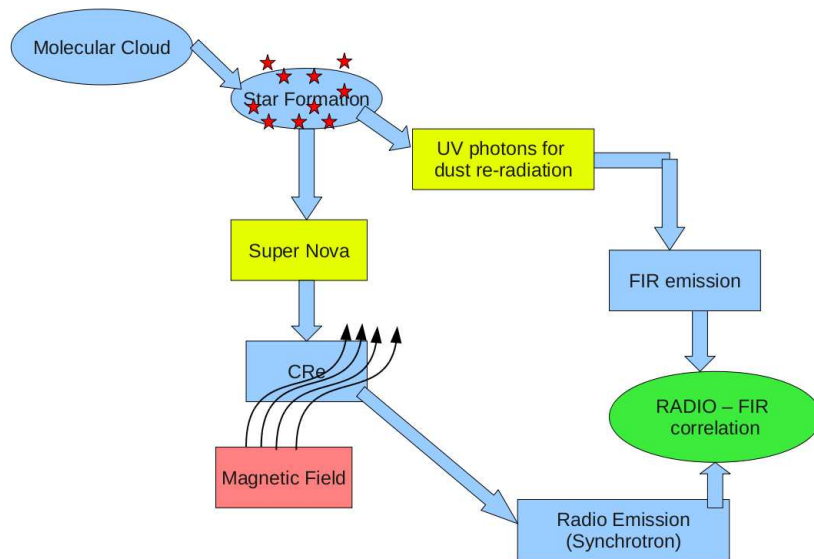 Molecular Cloud
Star Formation
UV photons for
dust re-radiation
Super Nova
FIR emission
CRe
RADIO – FIR
correlation
Magnetic Field
Radio Emission
(Synchrotron)